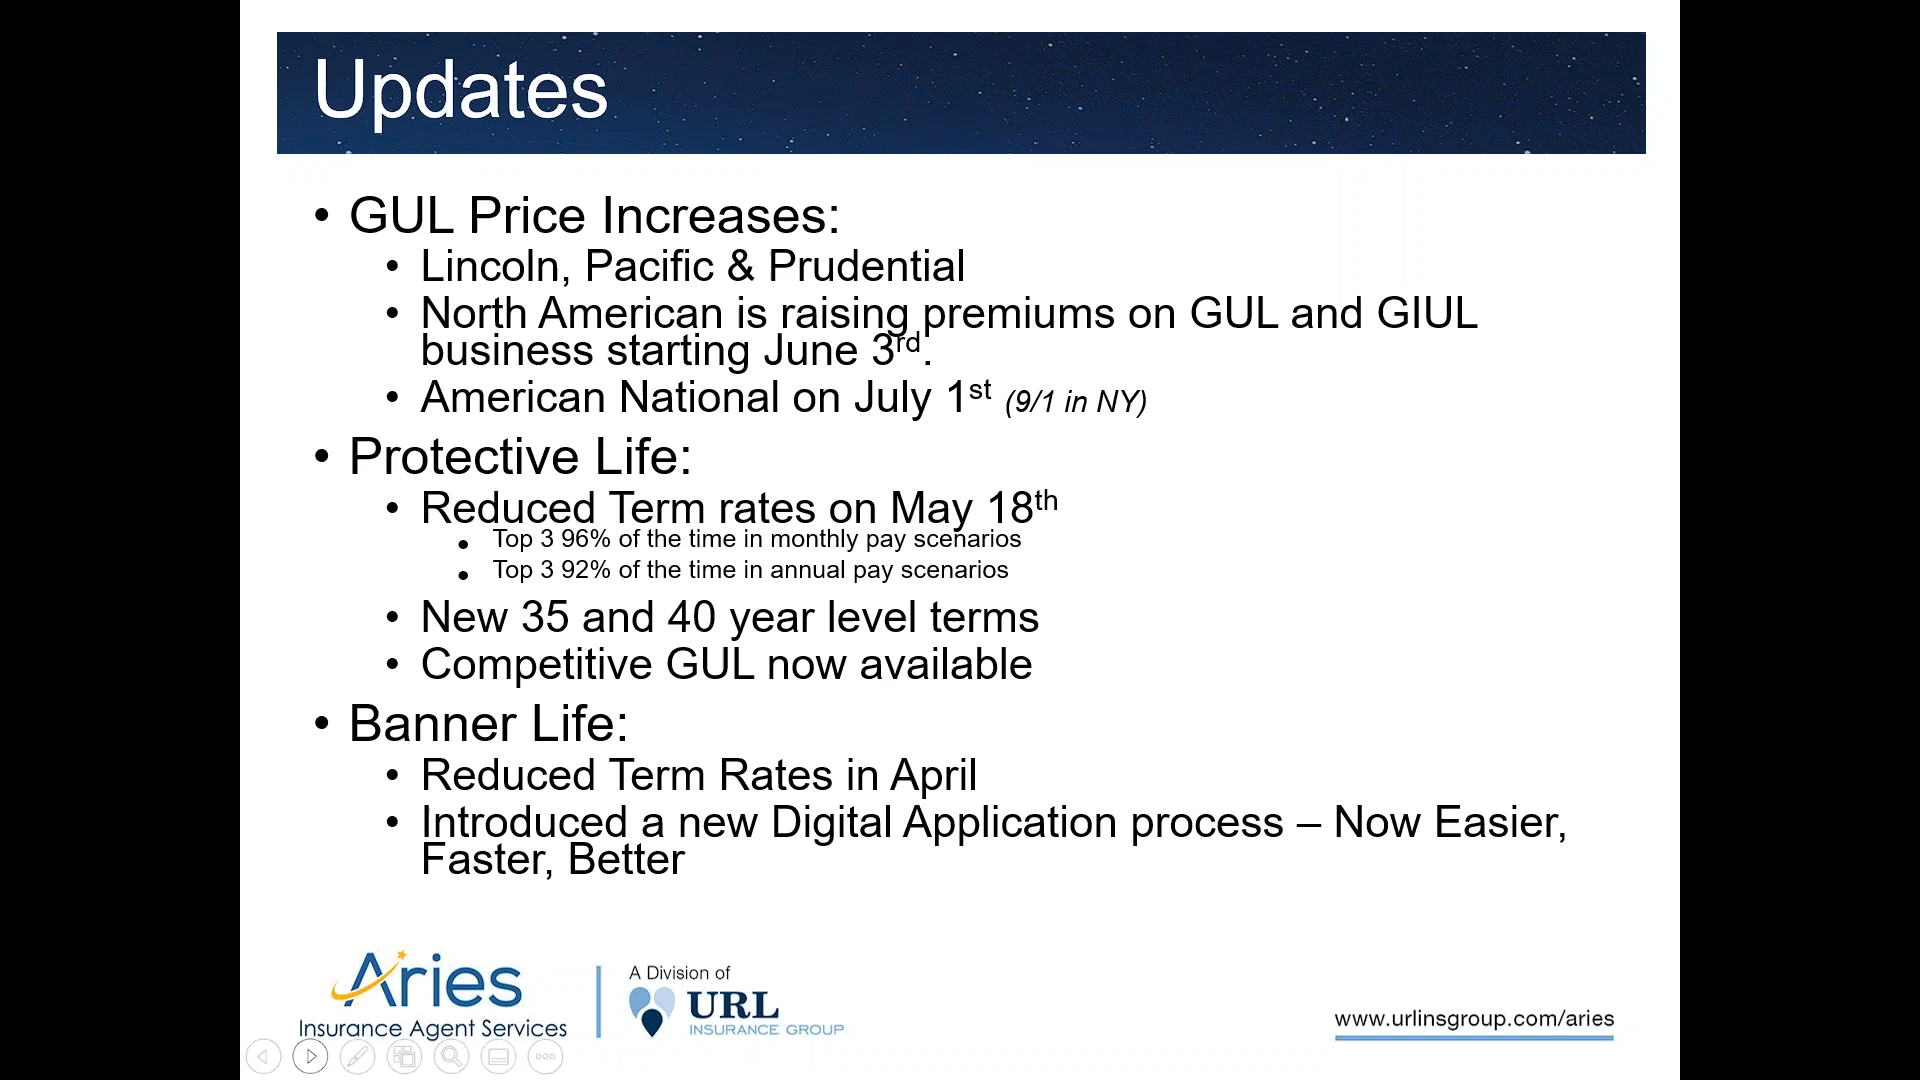 Updates
• GUL Price Increases:
• Lincoln, Pacific & Prudential
• North American is raising premiums on GUL and GIUL
business starting June 3rd.
• American National on July 1st (9/1 in NY)
• Protective Life:
• Reduced Term rates on May 18th
• Top 3 96% of the time in monthly pay scenarios
• Top 3 92% of the time in annual pay scenarios
• New 35 and 40 year level terms
• Competitive GUL now available
• Banner Life:
• Reduced Term Rates in April
• Introduced a new Digital Application process – Now Easier,
Faster, Better
Aries
Insurance Agent Services
A Division of
URL
INSURANCE GROUP
www.urlinsgroup.com/aries